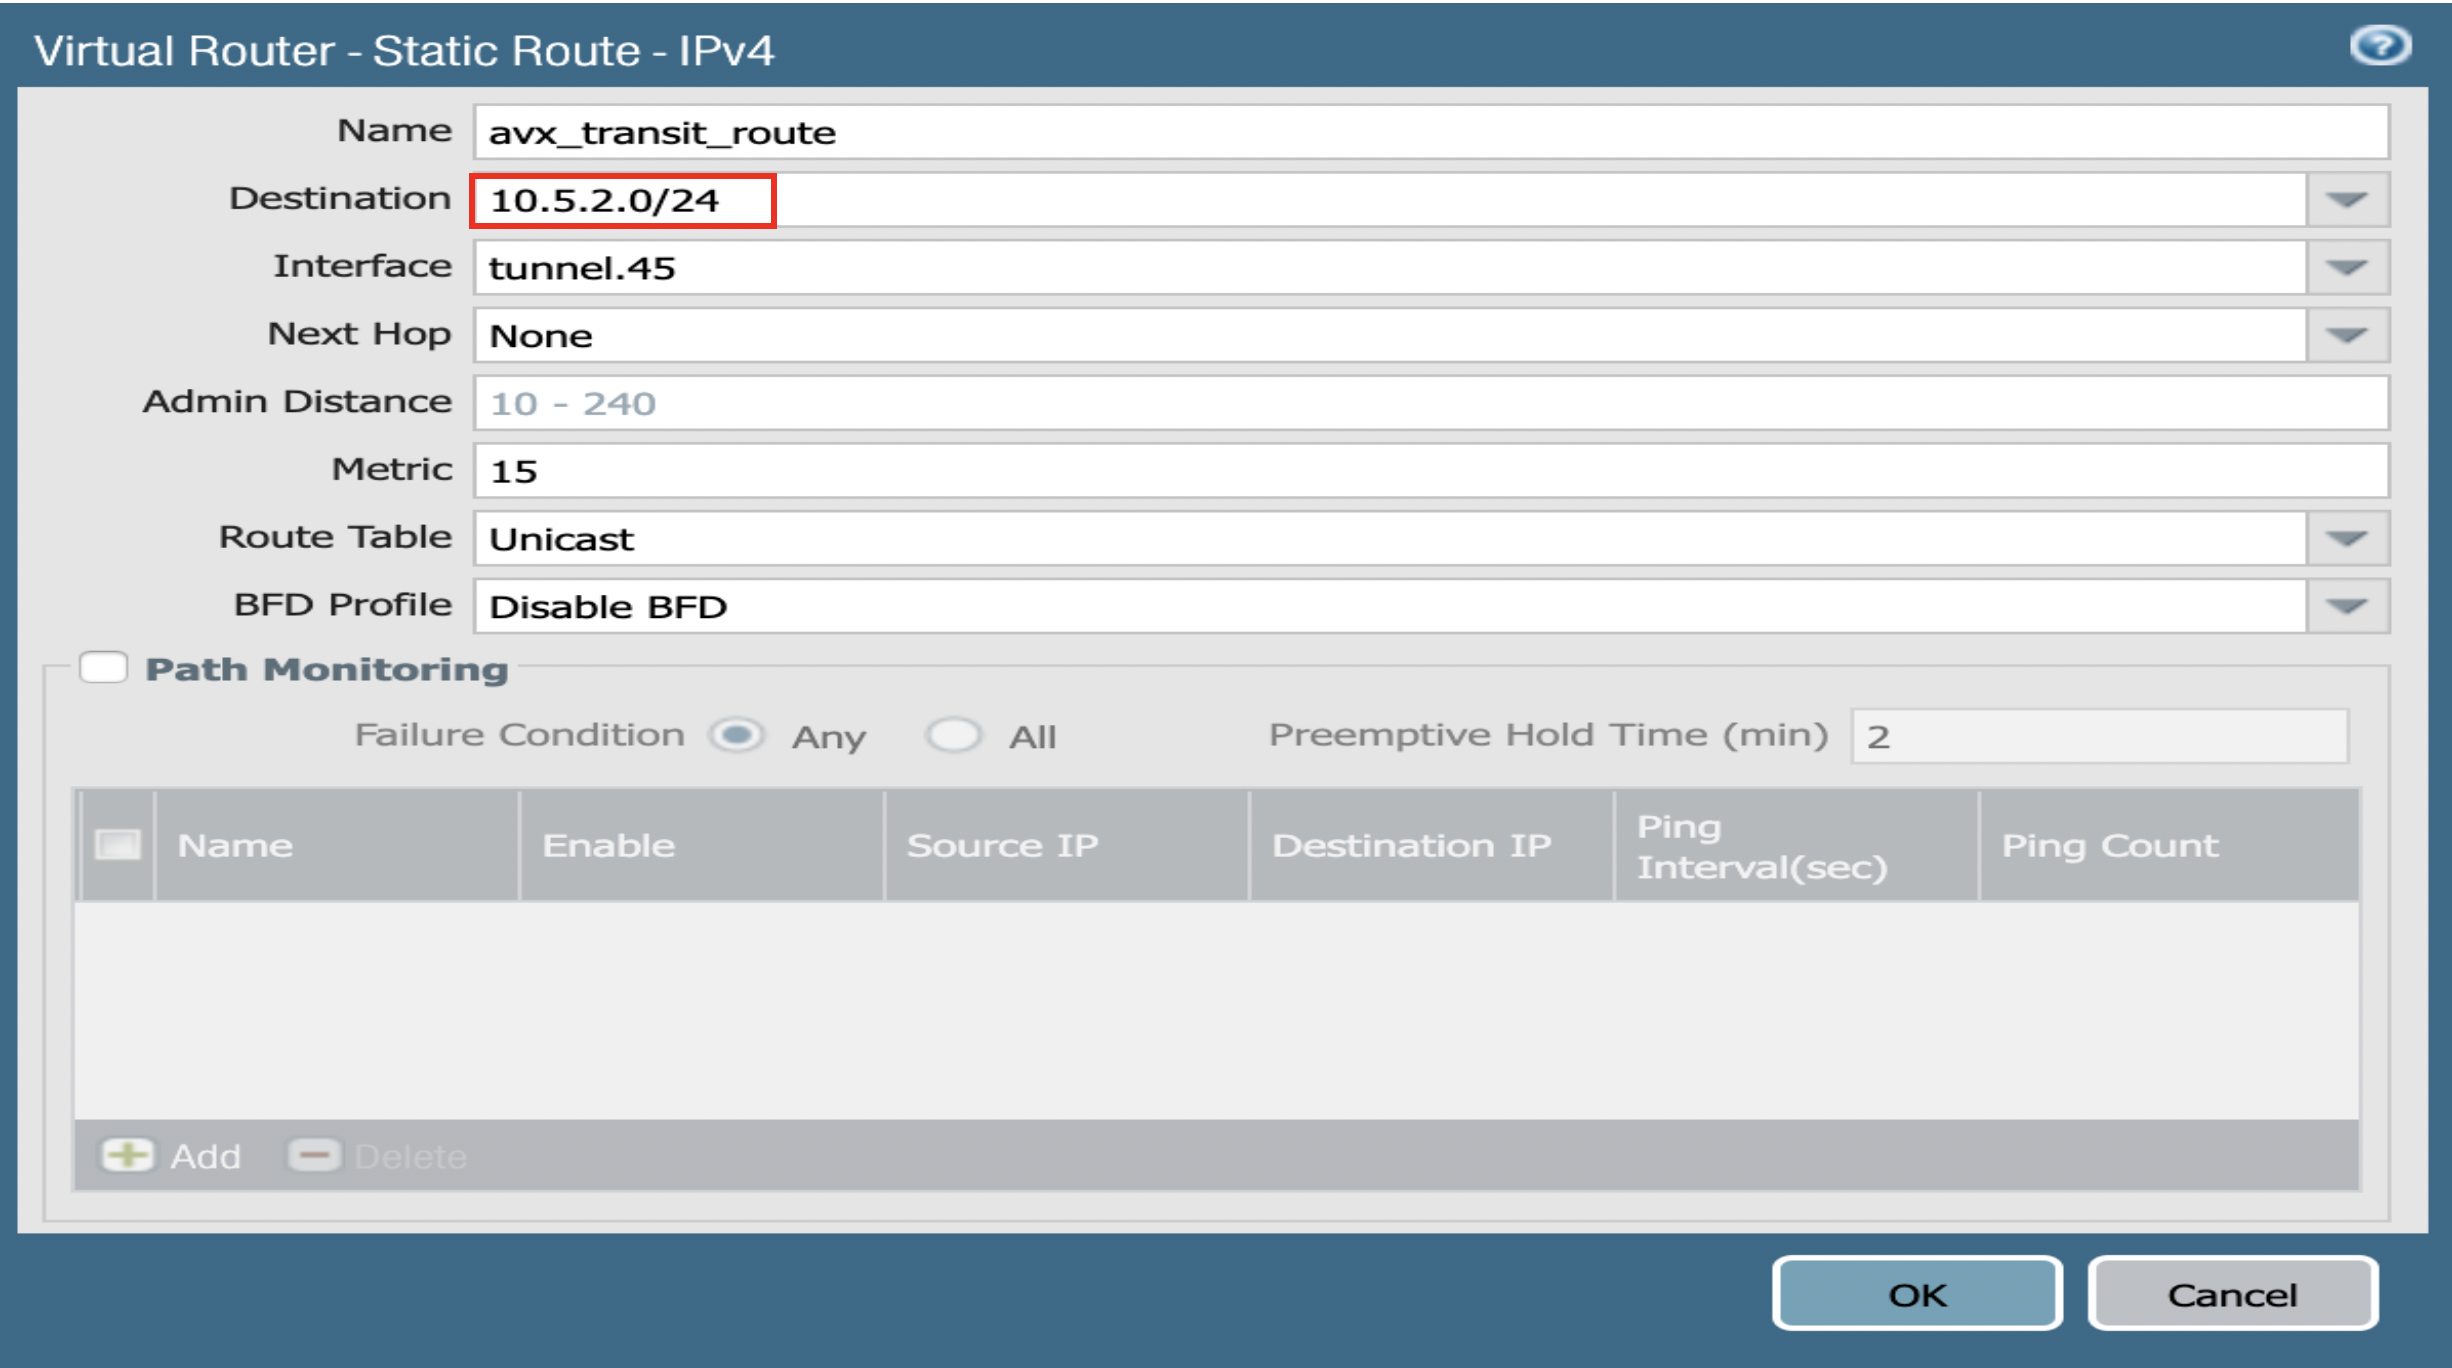 Virtual Router - Static Route - IPv4
Name avx_transit_route
Destination 10.5.2.0/24
Interface tunnel.45
Next Hop None
Admin Distance 10 - 240
Metric 15
Route Table Unicast
BFD Profile Disable BFD
Path Monitoring
Failure Condition Any All Preemptive Hold Time (min) 2
Name Enable Source IP Destination IP Ping Interval(sec) Ping Count
Add Delete
OK Cancel